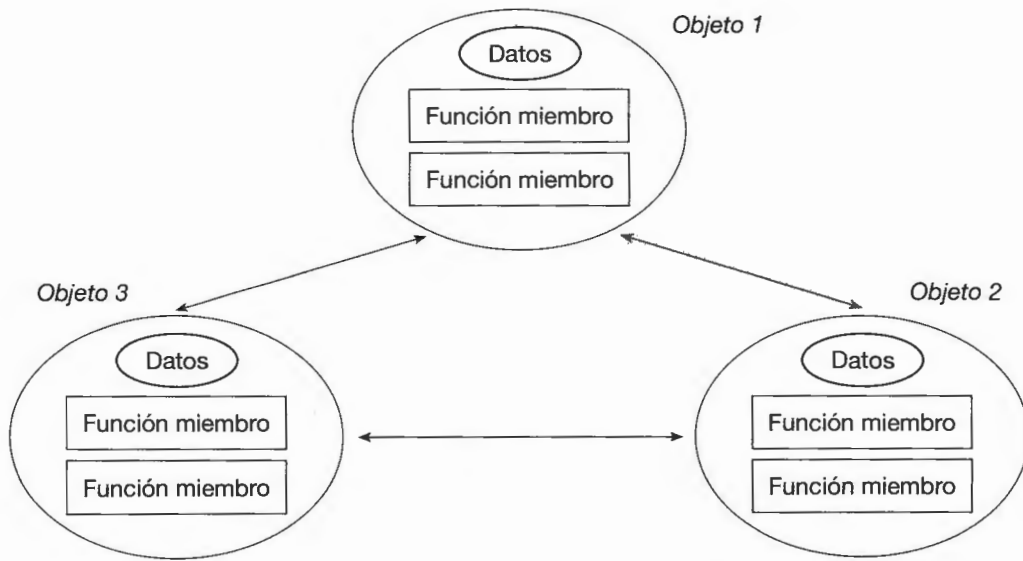 Objeto 1
Datos
Función miembro
Función miembro
Objeto 3
Datos
Función miembro
Función miembro
Objeto 2
Datos
Función miembro
Función miembro